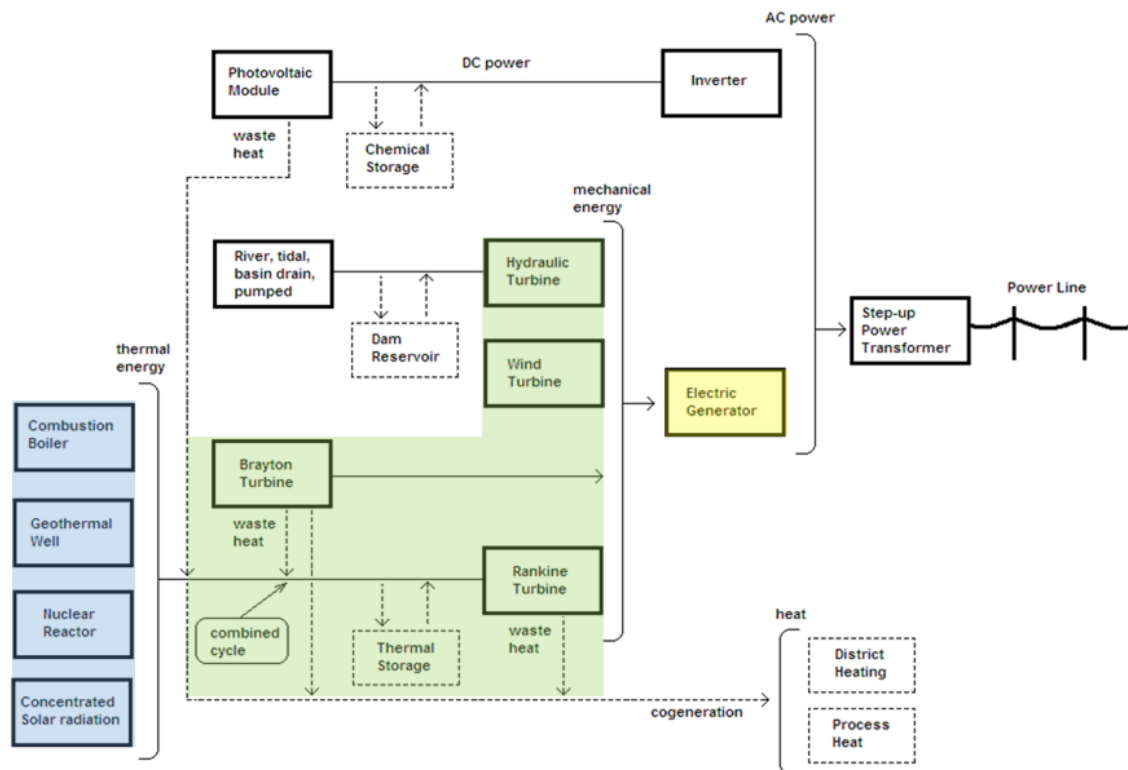 AC power
Photovoltaic
Module
DC power
Inverter
waste
heat
Chemical
Storage
mechanical
energy
River, tidal,
basin drain,
pumped
Hydraulic
Turbine
Dam
Reservoir
Power Line
Step-up
Power
Transformer
thermal
energy
Wind
Turbine
Electric
Generator
Combustion
Boiler
Brayton
Turbine
waste
heat
Geothermal
Well
Rankine
Turbine
Nuclear
Reactor
combined
cycle
Thermal
Storage
waste
heat
heat
District
Heating
Concentrated
Solar radiation
cogeneration
Process
Heat